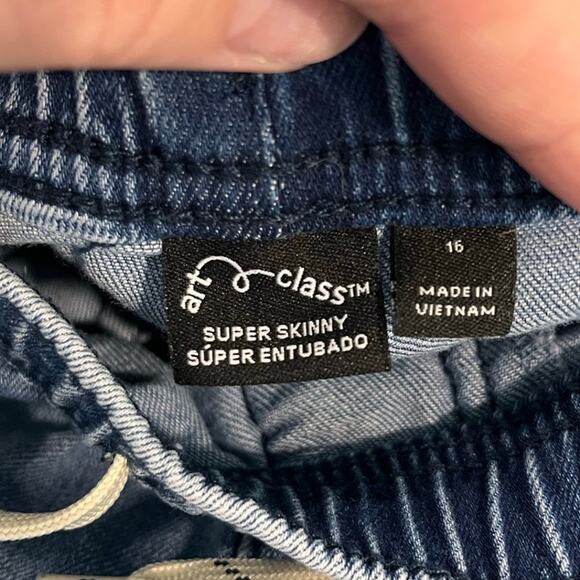 art class™
SUPER SKINNY
SÚPER ENTUBADO
16
MADE IN
VIETNAM